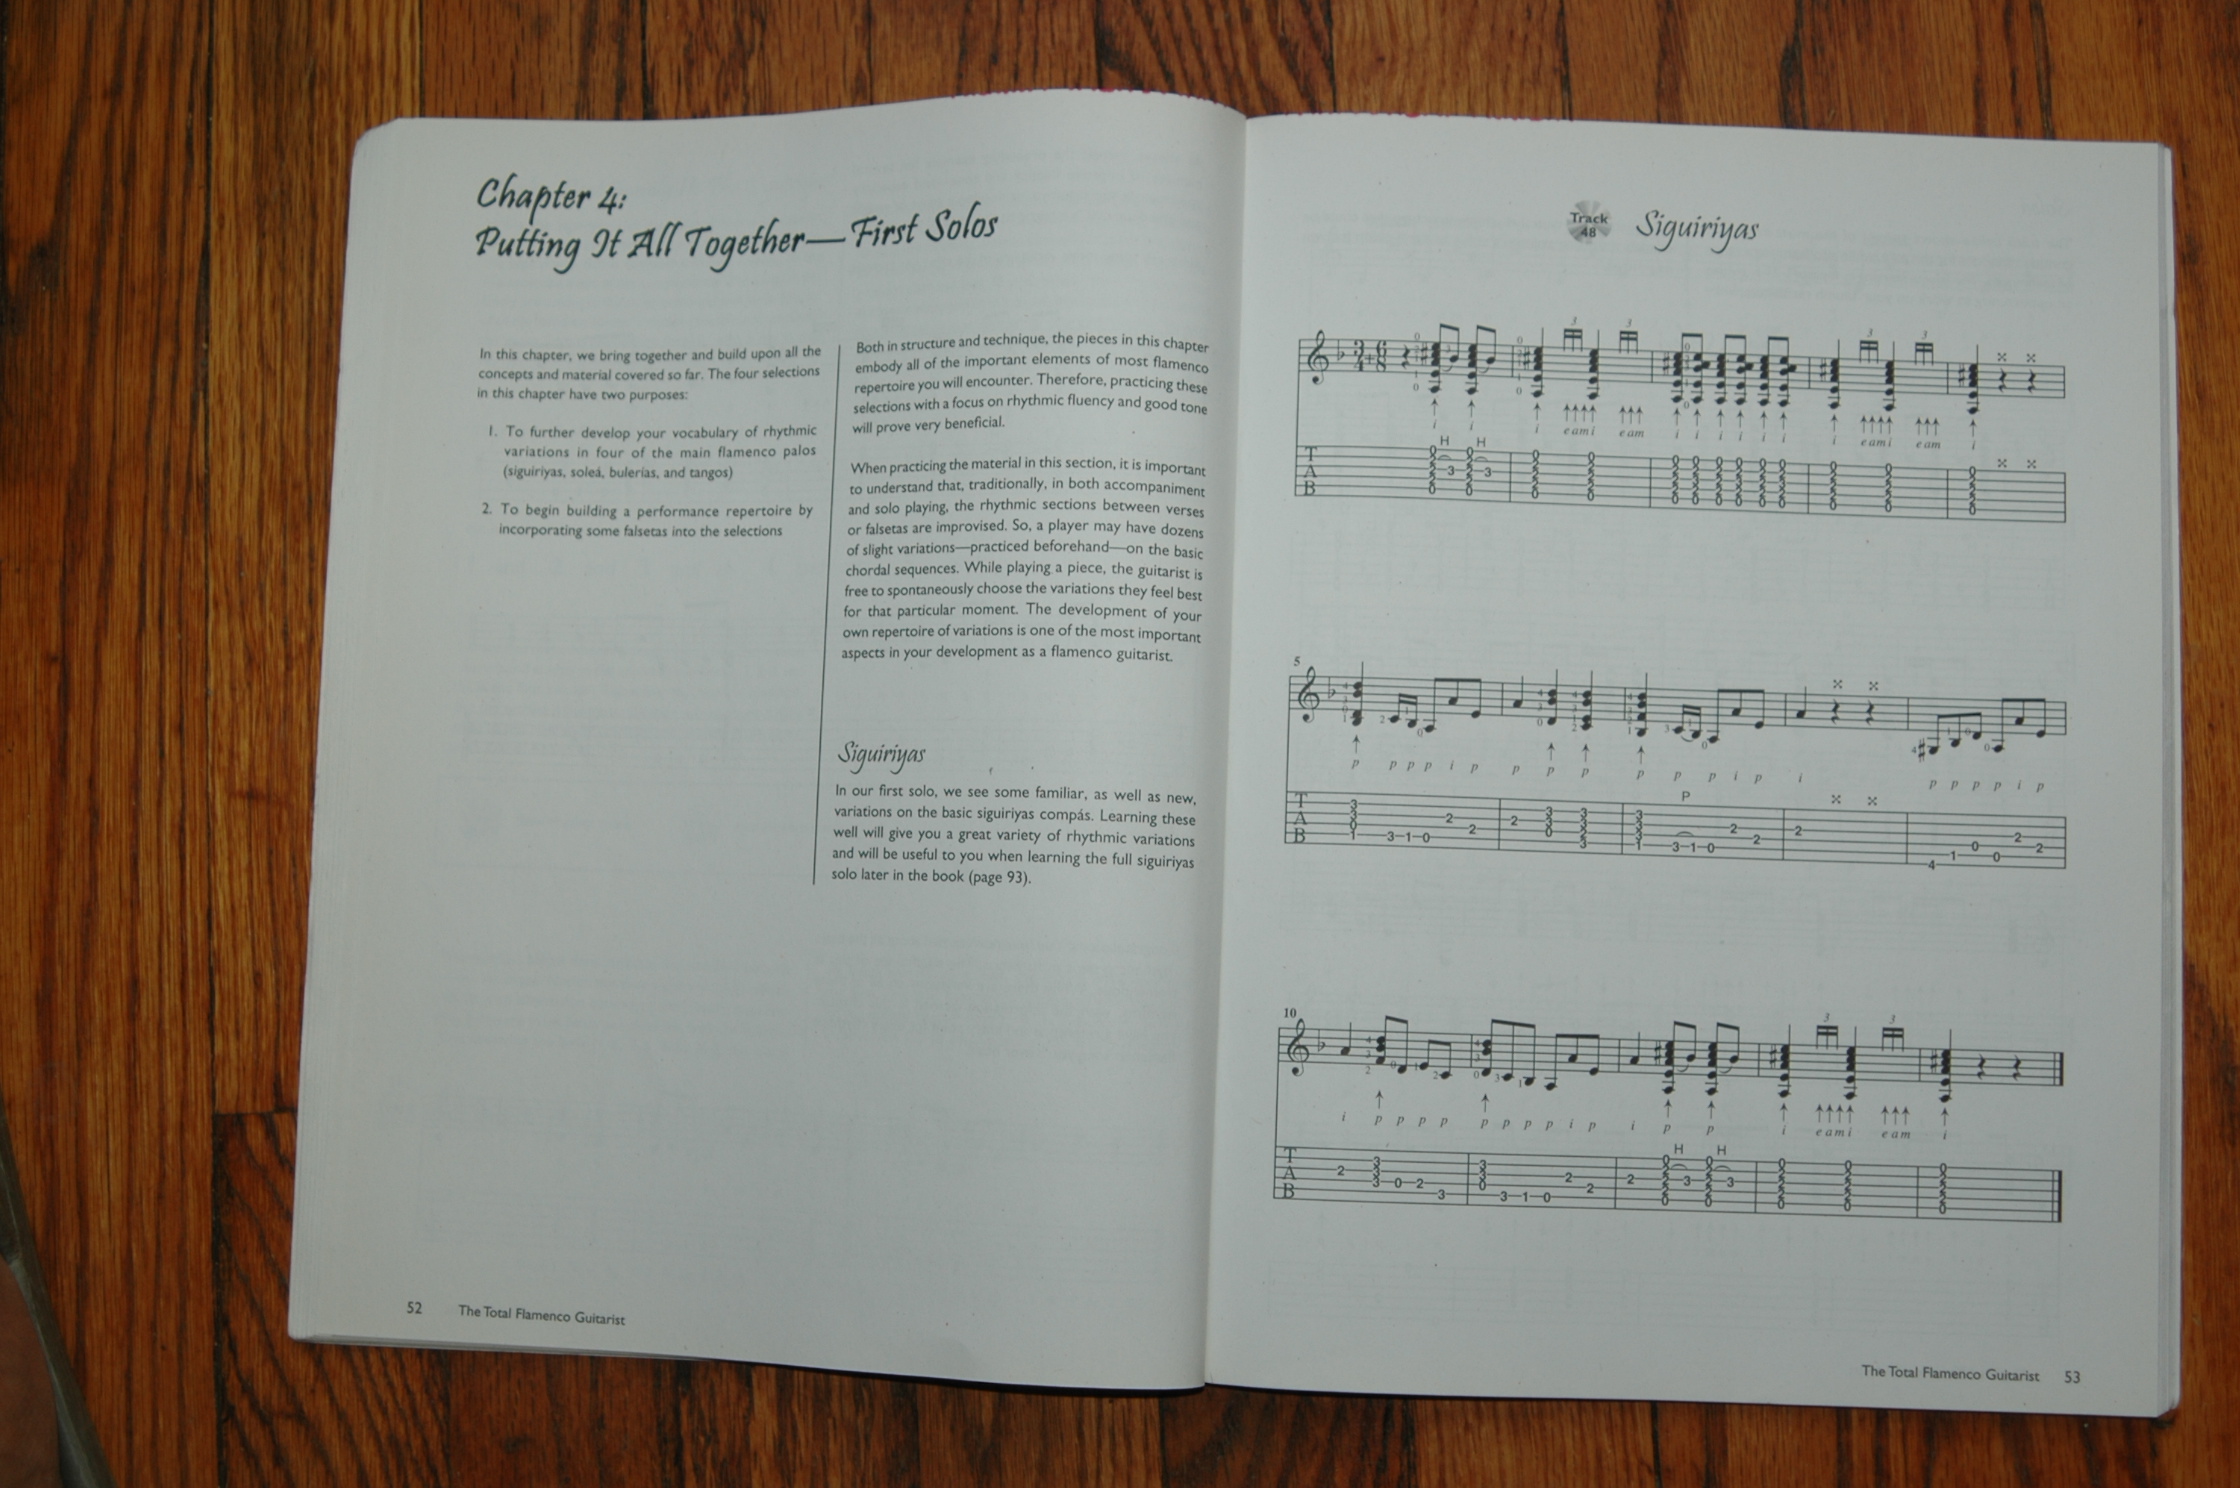 Chapter 4:
Putting It All Together—First Solos
In this chapter, we bring together and build upon all the
concepts and material covered so far. The four selections
in this chapter have two purposes:
1. To further develop your vocabulary of rhythmic
variations in four of the main flamenco palos
(siguiriyas, soleá, bulerías, and tangos)
2. To begin building a performance repertoire by
incorporating some falsetas into the selections
Both in structure and technique, the pieces in this chapter
embody all of the important elements of most flamenco
repertoire you will encounter. Therefore, practicing these
selections with a focus on rhythmic fluency and good tone
will prove very beneficial.
When practicing the material in this section, it is important
to understand that, traditionally, in both accompaniment
and solo playing, the rhythmic sections between verses
or falsetas are improvised. So, a player may have dozens
of slight variations—practiced beforehand—on the basic
chordal sequences. While playing a piece, the guitarist is
free to spontaneously choose the variations they feel best
for that particular moment. The development of your
own repertoire of variations is one of the most important
aspects in your development as a flamenco guitarist.
Siguiriyas
In our first solo, we see some familiar, as well as new,
variations on the basic siguiriyas compás. Learning these
well will give you a great variety of rhythmic variations
and will be useful to you when learning the full siguiriyas
solo later in the book (page 93).
52 The Total Flamenco Guitarist
Track
48
Siguiriyas
3 3 3 3
i i i e a m i e a m i i i i i i i e a m i e a m i
H H
T
A
B
3 3
5
p p p p i p p p p p p p i p i p p p p i p
P
T
A
B
10
3 3
i p p p p p p p p i p i p p i e a m i e a m i
H H
T
A
B
The Total Flamenco Guitarist 53